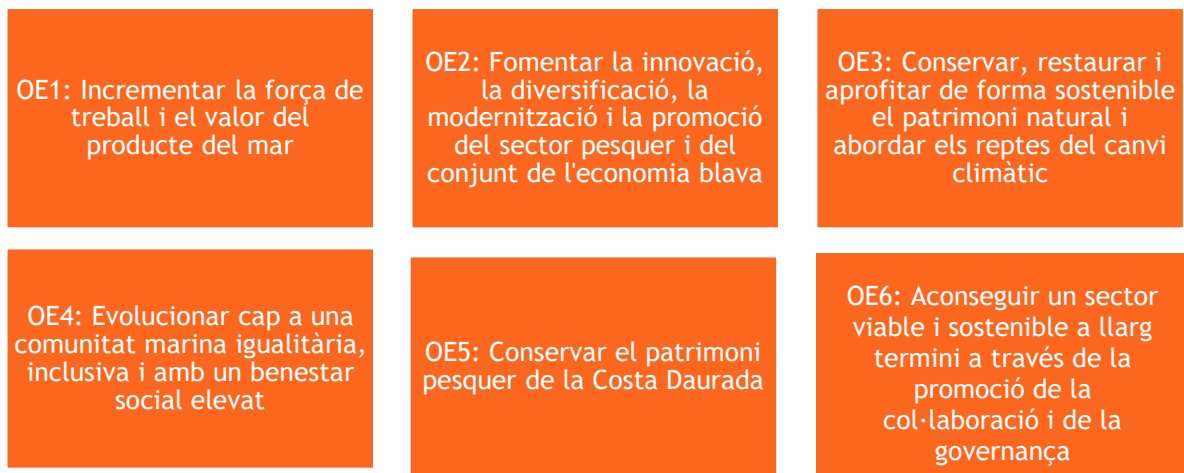 OE1: Incrementar la força de
treball i el valor del
producte del mar
OE2: Fomentar la innovació,
la diversificació, la
modernització i la promoció
del sector pesquer i del
conjunt de l'economia blava
OE3: Conservar, restaurar i
aprofitar de forma sostenible
el patrimoni natural i
abordar els reptes del canvi
climàtic
OE4: Evolucionar cap a una
comunitat marina igualitària,
inclusiva i amb un benestar
social elevat
OE5: Conservar el patrimoni
pesquer de la Costa Daurada
OE6: Aconseguir un sector
viable i sostenible a llarg
termini a través de la
promoció de la
col·laboració i de la
governança